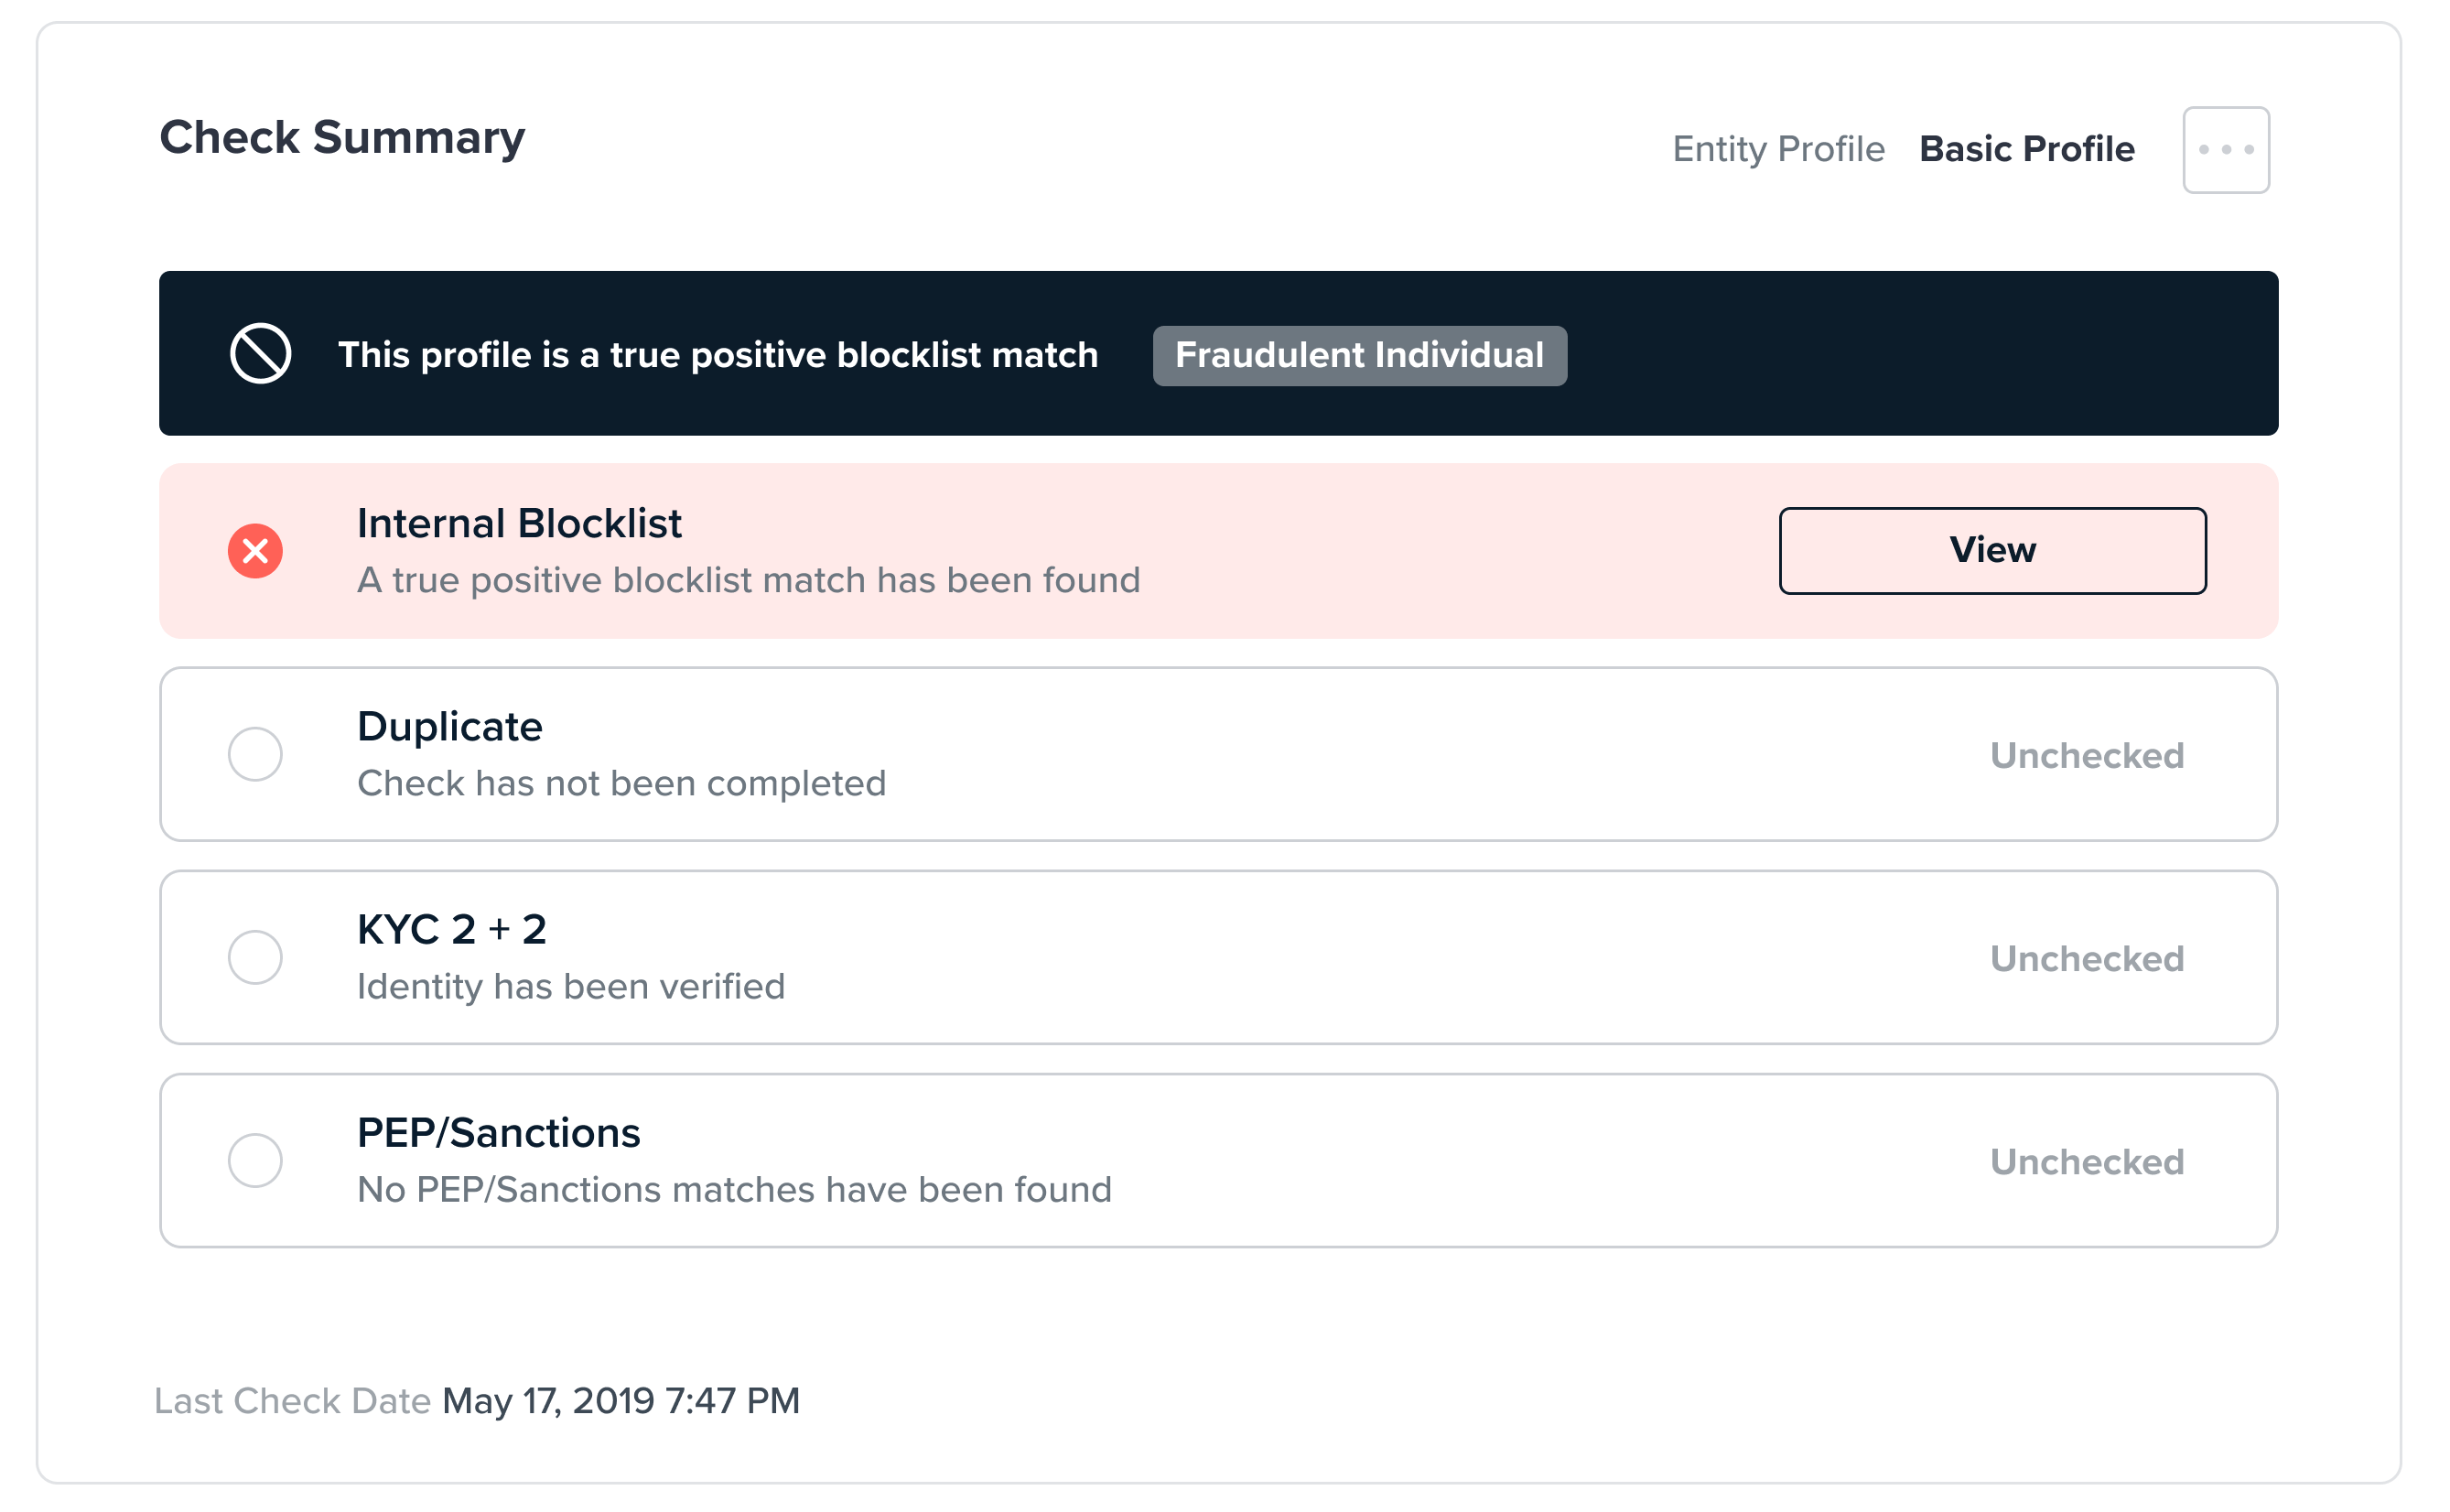 Check Summary
Entity Profile Basic Profile
This profile is a true positive blocklist match Fraudulent Individual
Internal Blocklist
A true positive blocklist match has been found
View
Duplicate
Check has not been completed
Unchecked
KYC 2 + 2
Identity has been verified
Unchecked
PEP/Sanctions
No PEP/Sanctions matches have been found
Unchecked
Last Check Date May 17, 2019 7:47 PM